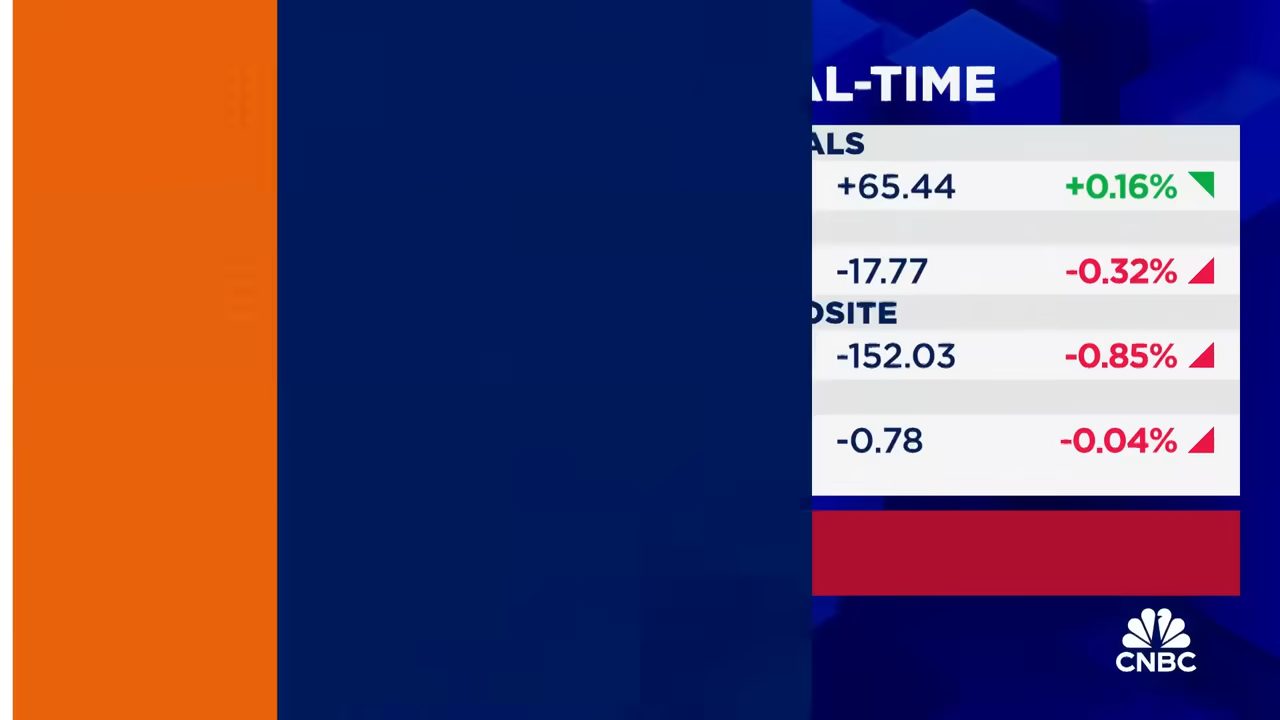 AL-TIME
ALS
+65.44 +0.16%
-17.77 -0.32%
OSITE
-152.03 -0.85%
-0.78 -0.04%
CNBC